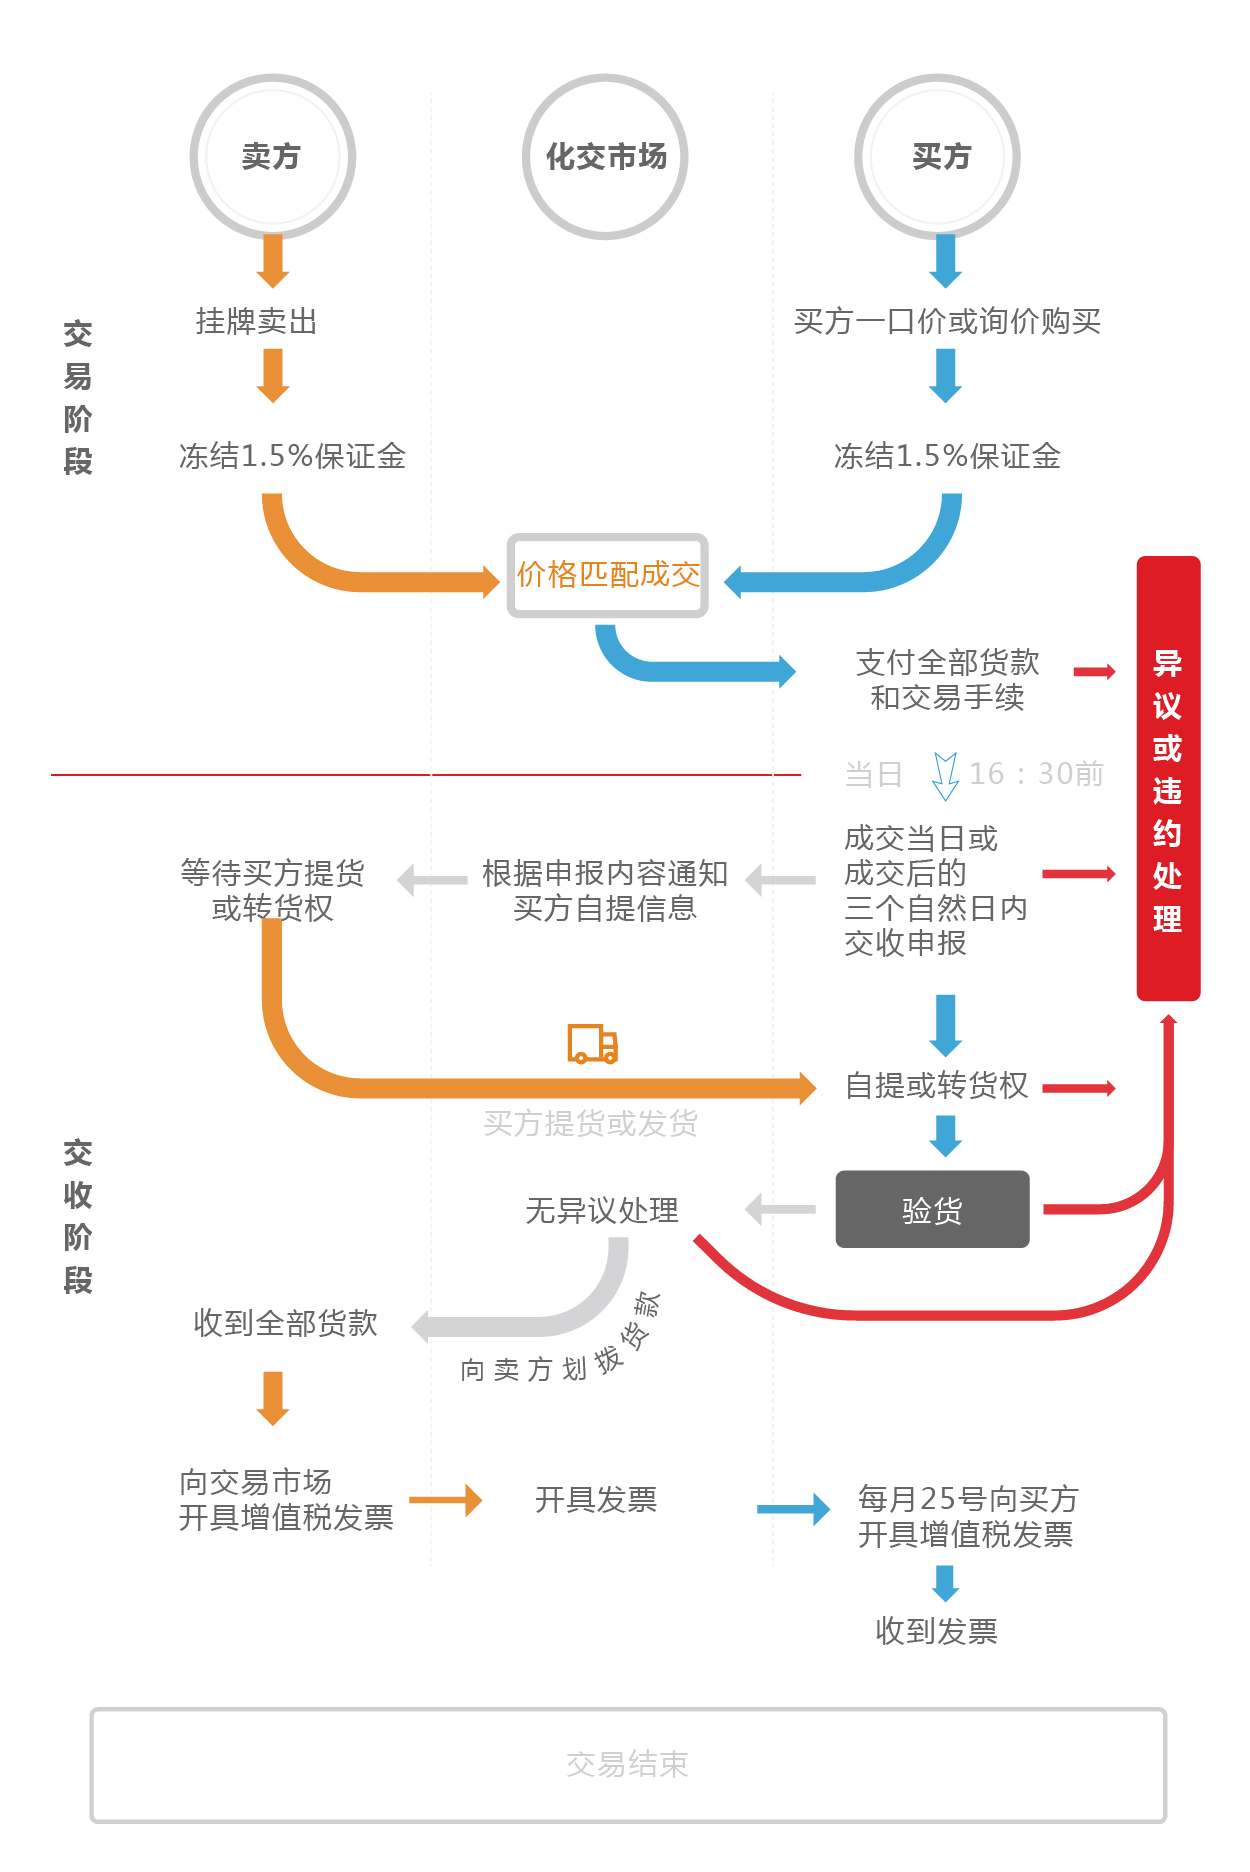 卖方
化交市场
买方
交易阶段
挂牌卖出
买方一口价或询价购买
冻结1.5%保证金
冻结1.5%保证金
价格匹配成交
异议或违约处理
支付全部货款
和交易手续
当日 16：30前
等待买方提货
或转货权
根据申报内容通知
买方自提信息
成交当日或
成交后的
三个自然日内
交收申报
自提或转货权
买方提货或发货
交收阶段
无异议处理
验货
收到全部货款
向卖方划拨货款
向交易市场
开具增值税发票
开具发票
每月25号向买方
开具增值税发票
收到发票
交易结束